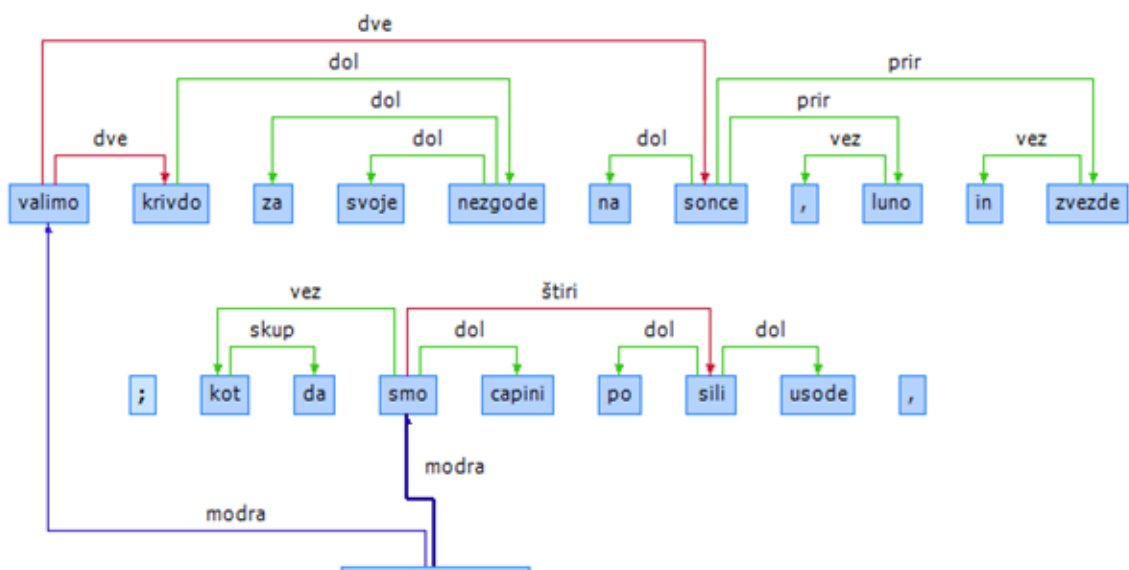 dve
dol prir
dol prir
dve dol dol vez vez
valimo krivdo za svoje nezgode na sonce , luno in zvezde
vez štiri
skup dol dol dol
; kot da smo capini po sili usode ,
modra
modra